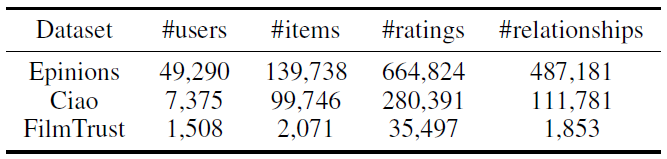 Dataset #users #items #ratings #relationships
Epinions 49,290 139,738 664,824 487,181
Ciao 7,375 99,746 280,391 111,781
FilmTrust 1,508 2,071 35,497 1,853